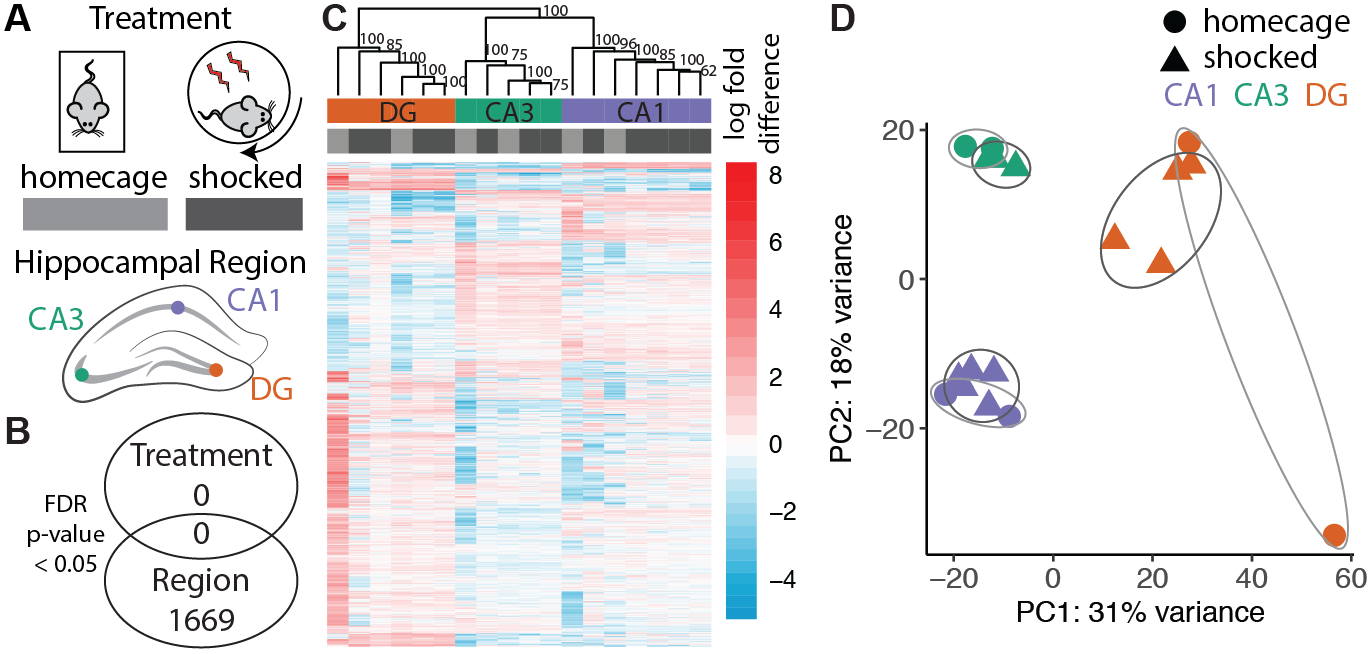 A
Treatment
homecage
shocked
Hippocampal Region
CA3
CA1
DG
B
Treatment
0
0
Region
1669
FDR
p-value
< 0.05
C
100
100
85
100
100
100
100
75
100
75
100
96
100
85
100
62
DG
CA3
CA1
log fold
difference
8
6
4
2
0
−2
−4
D
homecage
shocked
CA1 CA3 DG
PC2: 18% variance
20
0
−20
−20
0
20
40
60
PC1: 31% variance